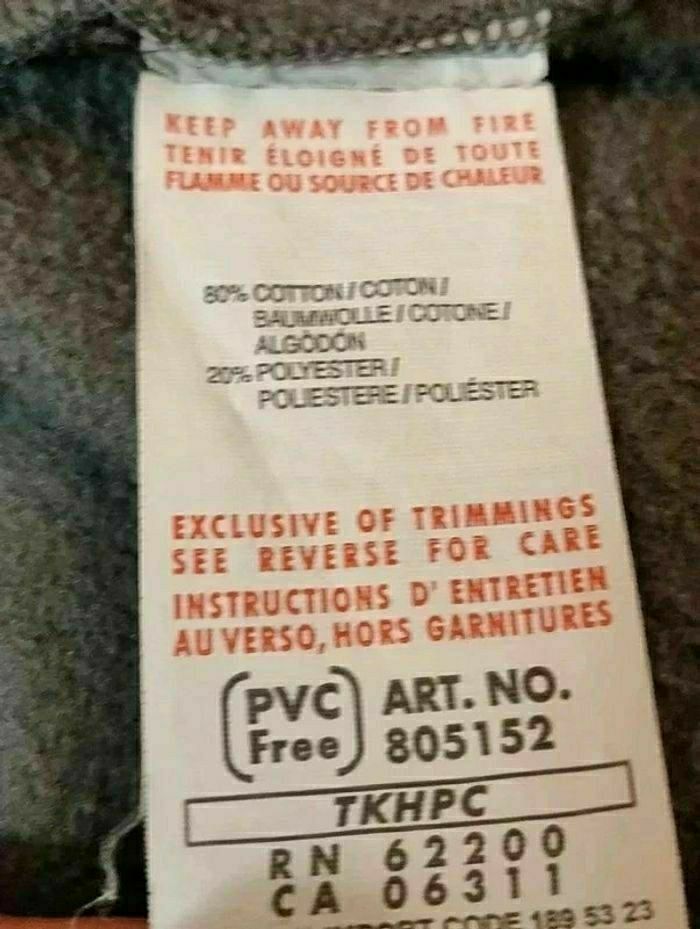 KEEP AWAY FROM FIRE
TENIR ÉLOIGNÉ DE TOUTE
FLAMME OU SOURCE DE CHALEUR
80% COTTON / COTON /
BAUMWOLLE / COTONE /
ALGODÓN
20% POLYESTER /
POLIESTERE / POLIÉSTER
EXCLUSIVE OF TRIMMINGS
SEE REVERSE FOR CARE
INSTRUCTIONS D' ENTRETIEN
AU VERSO, HORS GARNITURES
PVC Free
ART. NO.
805152
TKHPC
RN 62200
CA 06311
CODE 189 53 23